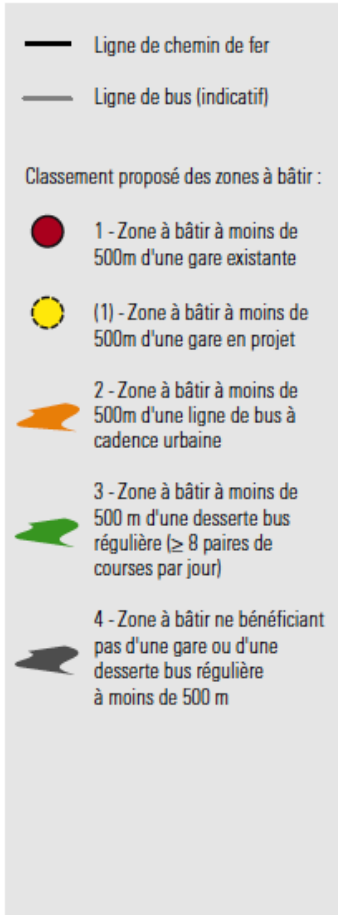 Ligne de chemin de fer
Ligne de bus (indicatif)
Classement proposé des zones à bâtir :
1 - Zone à bâtir à moins de
500m d'une gare existante
(1) - Zone à bâtir à moins de
500m d'une gare en projet
2 - Zone à bâtir à moins de
500m d'une ligne de bus à
cadence urbaine
3 - Zone à bâtir à moins de
500 m d'une desserte bus
régulière (≥ 8 paires de
courses par jour)
4 - Zone à bâtir ne bénéficiant
pas d'une gare ou d'une
desserte bus régulière
à moins de 500 m